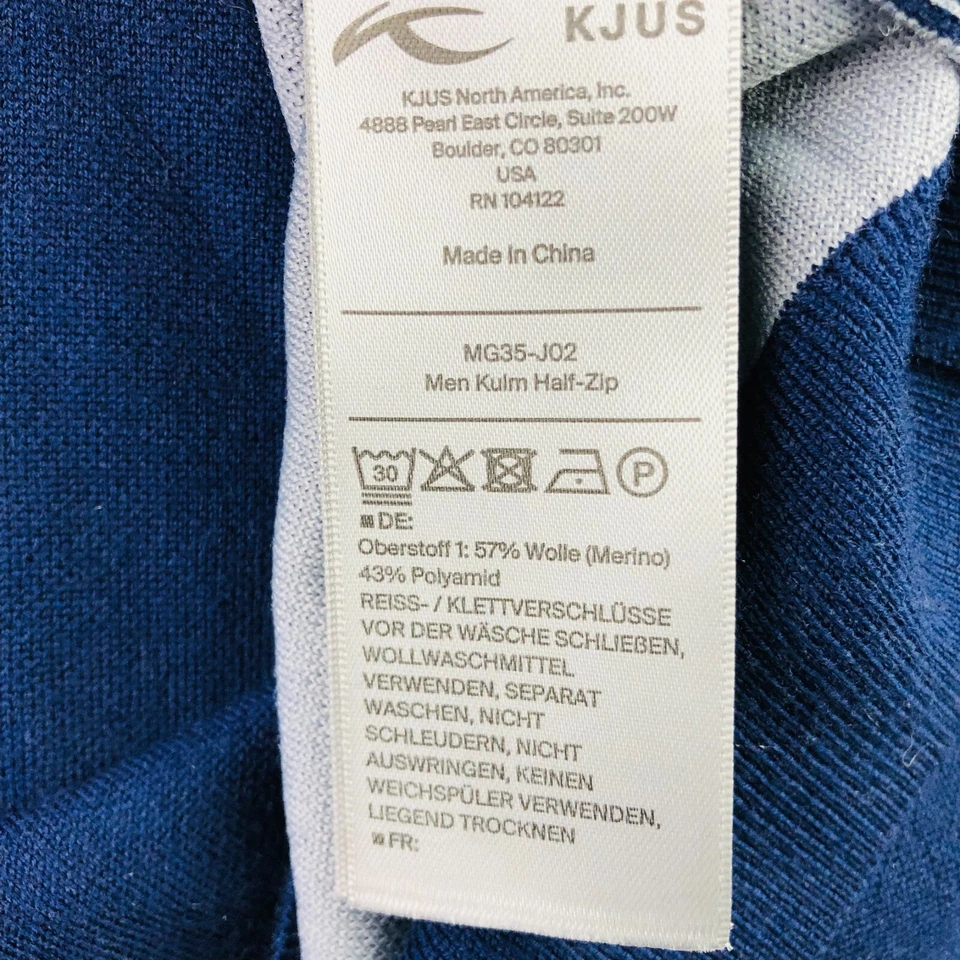 KJUS
KJUS North America, Inc.
4888 Pearl East Circle, Suite 200W
Boulder, CO 80301
USA
RN 104122
Made In China
MG35-J02
Men Kulm Half-Zip
30 P
DE:
Oberstoff 1: 57% Wolle (Merino)
43% Polyamid
REISS- / KLETTVERSCHLÜSSE
VOR DER WÄSCHE SCHLIEßEN,
WOLLWASCHMITTEL
VERWENDEN, SEPARAT
WASCHEN, NICHT
SCHLEUDERN, NICHT
AUSWRINGEN, KEINEN
WEICHSPÜLER VERWENDEN,
LIEGEND TROCKNEN
FR: